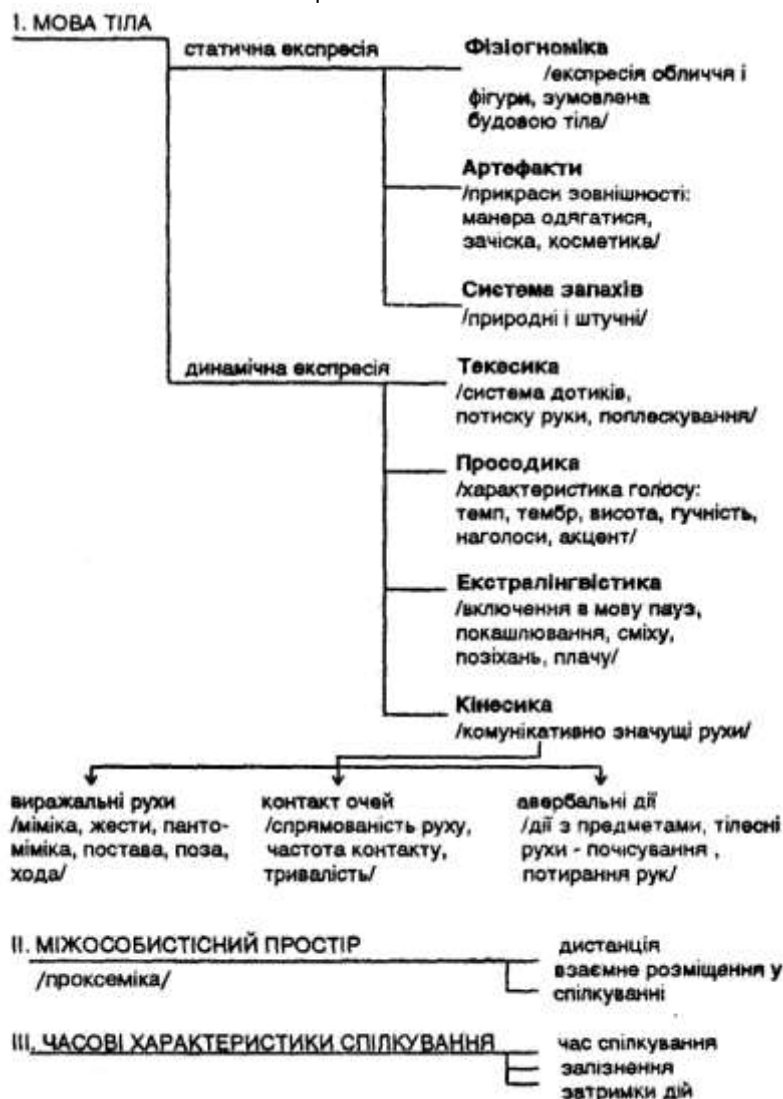 І. МОВА ТІЛА
статична експресія
Фізіогноміка
/експресія обличчя і
фігури, зумовлена
будовою тіла/
Артефакти
/прикраси зовнішності:
манера одягатися,
зачіска, косметика/
Система запахів
/природні і штучні/
динамічна експресія
Текесика
/система дотиків,
потиску руки, поплескування/
Просодика
/характеристика голосу:
темп, тембр, висота, гучність,
наголоси, акцент/
Екстралінгвістика
/включення в мову пауз,
покашлювання, сміху,
позіхань, плачу/
Кінесика
/комунікативно значущі рухи/
виражальні рухи
/міміка, жести, панто-
міміка, постава, поза,
хода/
контакт очей
/спрямованість руху,
частота контакту,
тривалість/
авербальні дії
/дії з предметами, тілесні
рухи - почісування ,
потирання рук/
ІІ. МІЖОСОБИСТІСНИЙ ПРОСТІР
/проксеміка/
дистанція
взаємне розміщення у
спілкуванні
ІІІ. ЧАСОВІ ХАРАКТЕРИСТИКИ СПІЛКУВАННЯ
час спілкування
запізнення
затримки дій